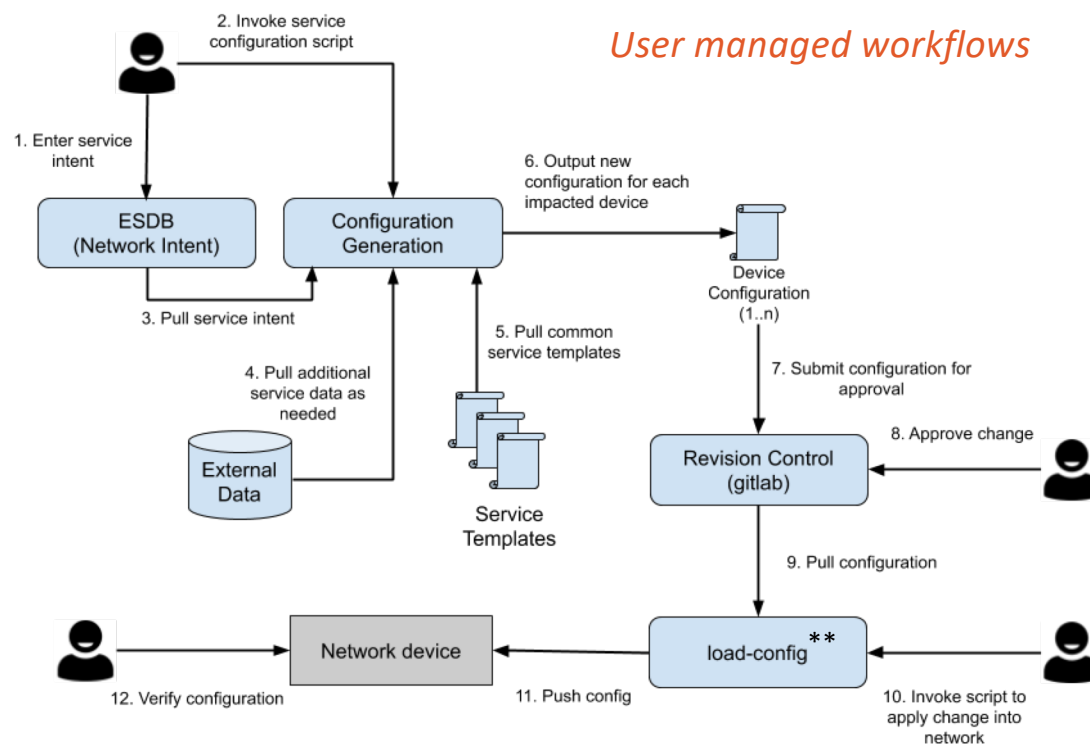 User managed workflows
2. Invoke service
configuration script
1. Enter service
intent
ESDB
(Network Intent)
Configuration
Generation
6. Output new
configuration for each
impacted device
Device
Configuration
(1..n)
3. Pull service intent
4. Pull additional
service data as
needed
5. Pull common
service templates
External
Data
Service
Templates
7. Submit configuration for
approval
8. Approve change
Revision Control
(gitlab)
9. Pull configuration
load-config**
10. Invoke script to
apply change into
network
11. Push config
Network device
12. Verify configuration